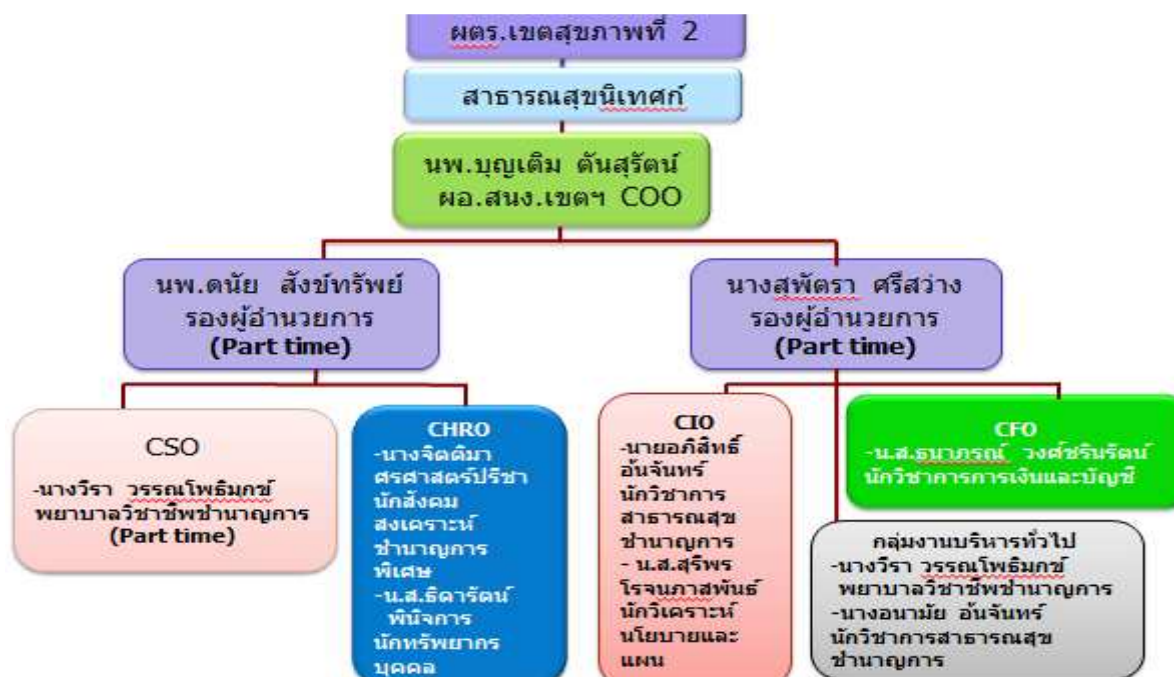 ผตร.เขตสุขภาพที่ 2
สาธารณสุขนิเทศก์
นพ.บุญเติม ตันสุรัตน์
ผอ.สนง.เขตฯ COO
นพ.ดนัย สังข์ทรัพย์
รองผู้อำนวยการ
(Part time)
นางสุพัตรา ศรีสว่าง
รองผู้อำนวยการ
(Part time)
CSO
-นางวีรา วรรณโพธิมุกข์
พยาบาลวิชาชีพชำนาญการ
(Part time)
CHRO
-นางจิตติมา
ศรศาสตร์ปรีชา
นักสังคม
สงเคราะห์
ชำนาญการ
พิเศษ
-น.ส.ธิดารัตน์
พินิจการ
นักทรัพยากร
บุคคล
CIO
-นายอภิสิทธิ์
อ้นจันทร์
นักวิชาการ
สาธารณสุข
ชำนาญการ
- น.ส.สุรีพร
โรจนภาสพันธ์
นักวิเคราะห์
นโยบายและ
แผน
CFO
-น.ส.ธนาภรณ์ วงศ์ชรินรัตน์
นักวิชาการการเงินและบัญชี
กลุ่มงานบริหารทั่วไป
-นางวีรา วรรณโพธิมุกข์
พยาบาลวิชาชีพชำนาญการ
-นางอนามัย อ้นจันทร์
นักวิชาการสาธารณสุข
ชำนาญการ